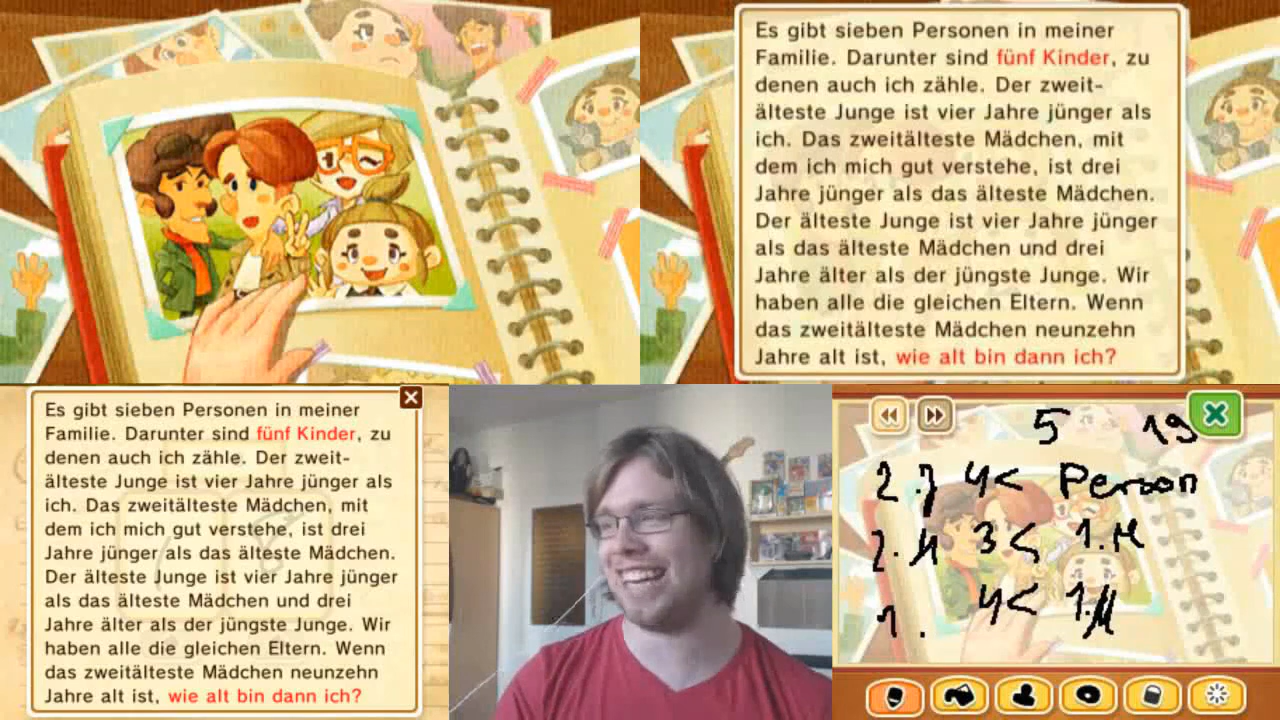 Es gibt sieben Personen in meiner
Familie. Darunter sind fünf Kinder, zu
denen auch ich zähle. Der zweit-
älteste Junge ist vier Jahre jünger als
ich. Das zweitälteste Mädchen, mit
dem ich mich gut verstehe, ist drei
Jahre jünger als das älteste Mädchen.
Der älteste Junge ist vier Jahre jünger
als das älteste Mädchen und drei
Jahre älter als der jüngste Junge. Wir
haben alle die gleichen Eltern. Wenn
das zweitälteste Mädchen neunzehn
Jahre alt ist, wie alt bin dann ich?
Es gibt sieben Personen in meiner
Familie. Darunter sind fünf Kinder, zu
denen auch ich zähle. Der zweit-
älteste Junge ist vier Jahre jünger als
ich. Das zweitälteste Mädchen, mit
dem ich mich gut verstehe, ist drei
Jahre jünger als das älteste Mädchen.
Der älteste Junge ist vier Jahre jünger
als das älteste Mädchen und drei
Jahre älter als der jüngste Junge. Wir
haben alle die gleichen Eltern. Wenn
das zweitälteste Mädchen neunzehn
Jahre alt ist, wie alt bin dann ich?
5 19
2.J 4< Person
2.M 3< 1.M
1. 4< 1.M